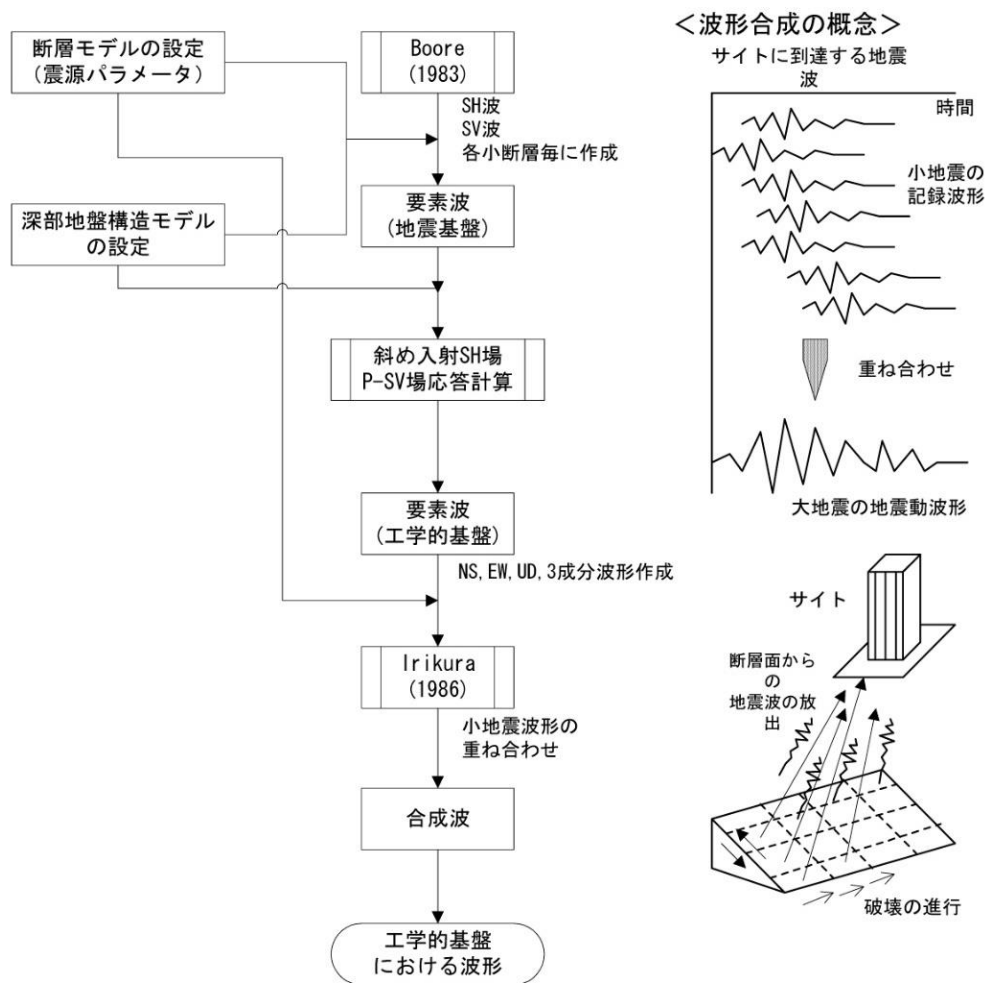 断層モデルの設定
(震源パラメータ)
Boore
(1983)
SH波
SV波
各小断層毎に作成
要素波
(地震基盤)
深部地盤構造モデル
の設定
斜め入射SH場
P-SV場応答計算
要素波
(工学的基盤)
NS, EW, UD, 3成分波形作成
Irikura
(1986)
小地震波形の
重ね合わせ
合成波
工学的基盤
における波形
＜波形合成の概念＞
サイトに到達する地震
波
時間
小地震の
記録波形
重ね合わせ
大地震の地震動波形
サイト
断層面から
の
地震波の放
出
破壊の進行